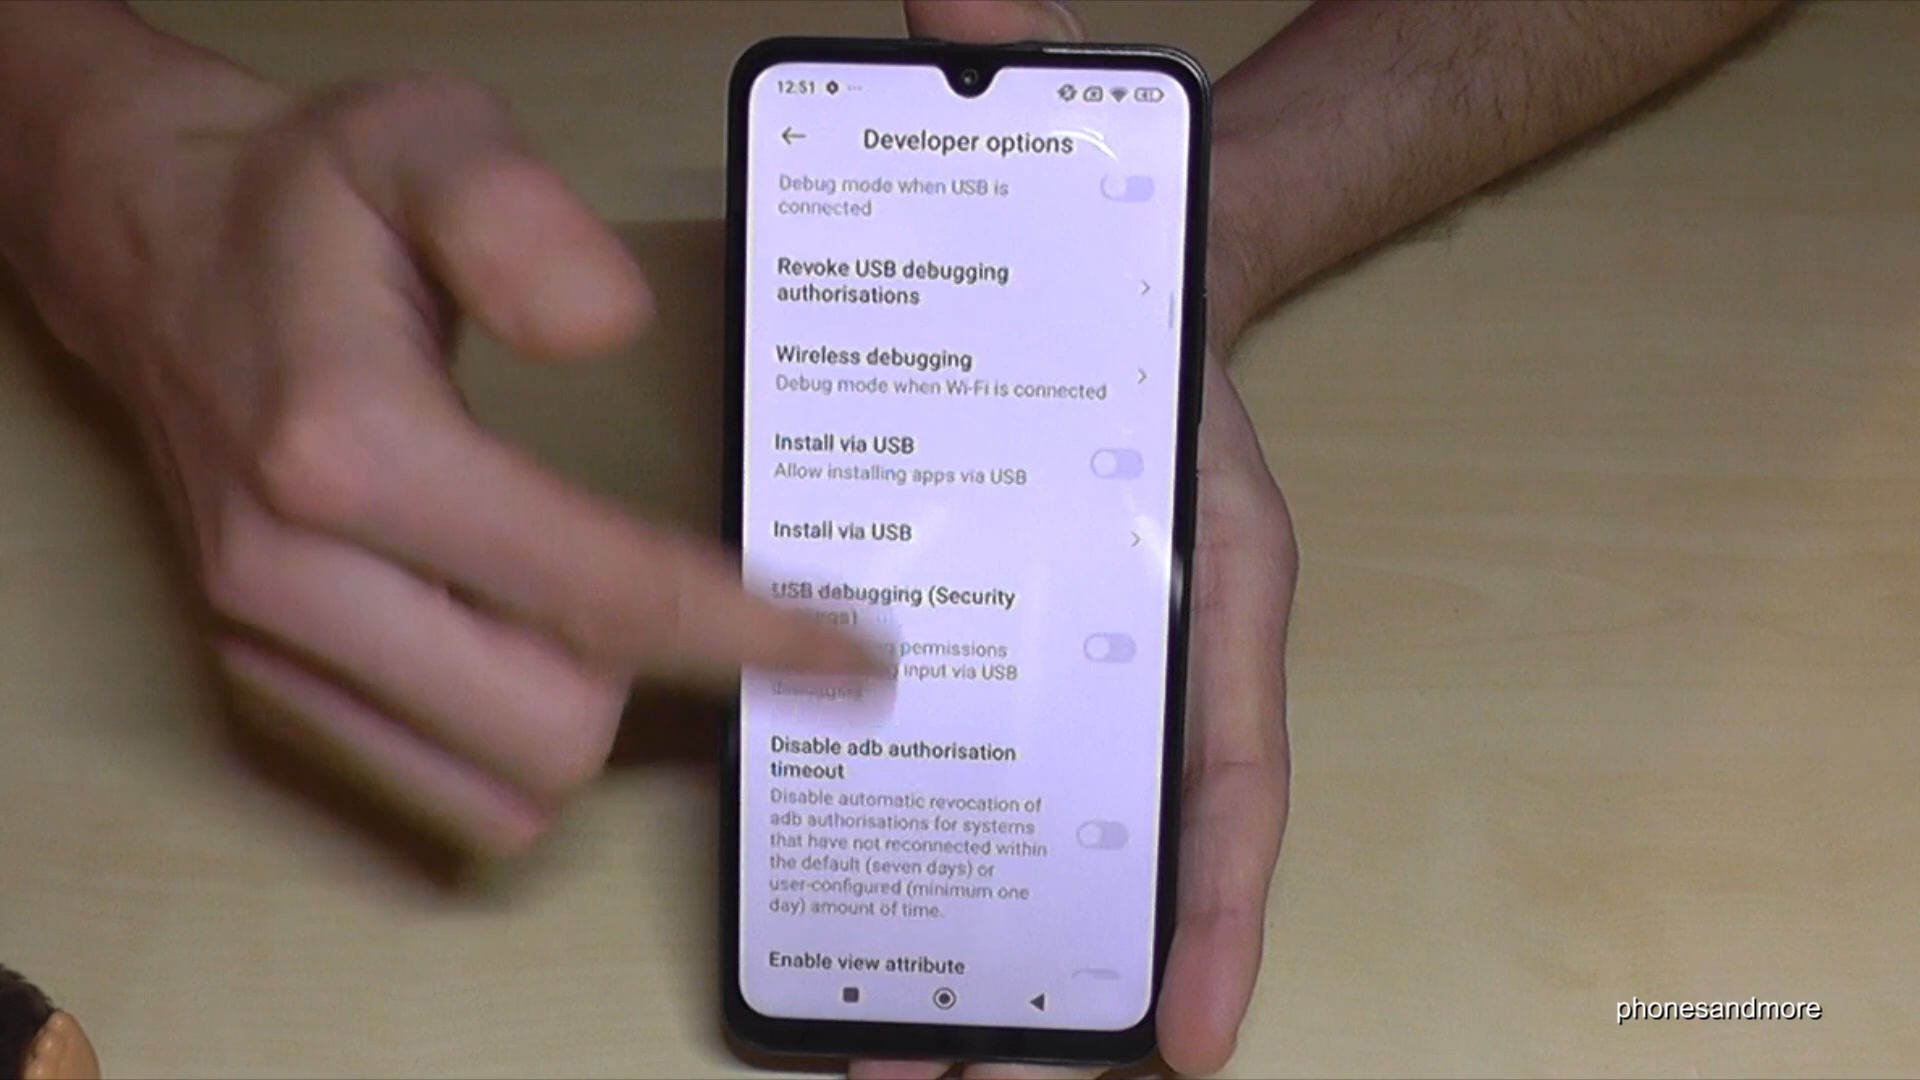 12:51
Developer options
Debug mode when USB is
connected
Revoke USB debugging
authorisations
Wireless debugging
Debug mode when Wi-Fi is connected
Install via USB
Allow installing apps via USB
Install via USB
USB debugging (Security
permissions
input via USB
Disable adb authorisation
timeout
Disable automatic revocation of
adb authorisations for systems
that have not reconnected within
the default (seven days) or
user-configured (minimum one
day) amount of time.
Enable view attribute
phonesandmore